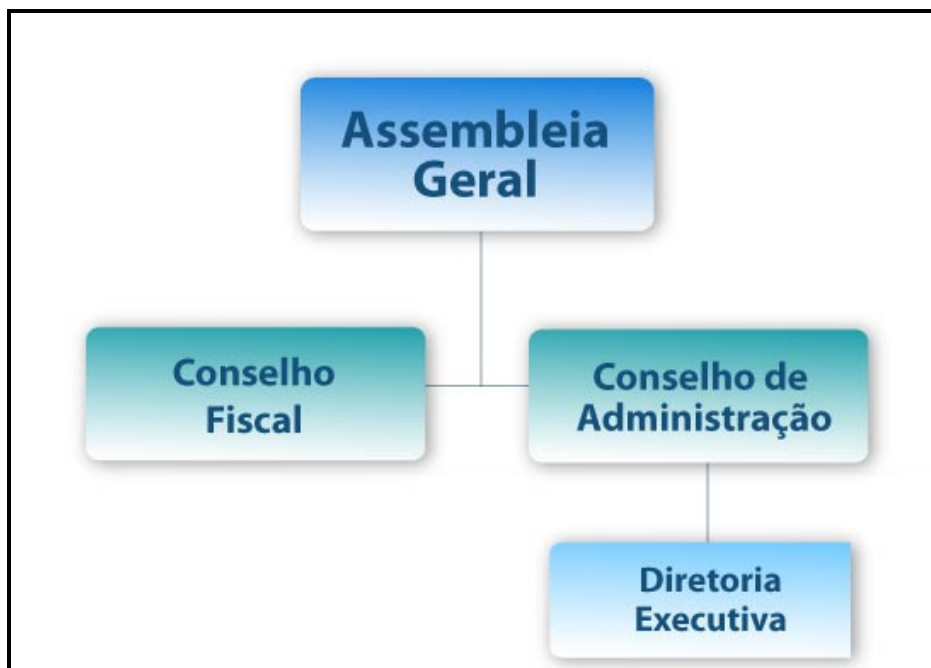 Assembleia
Geral
Conselho
Fiscal
Conselho de
Administração
Diretoria
Executiva